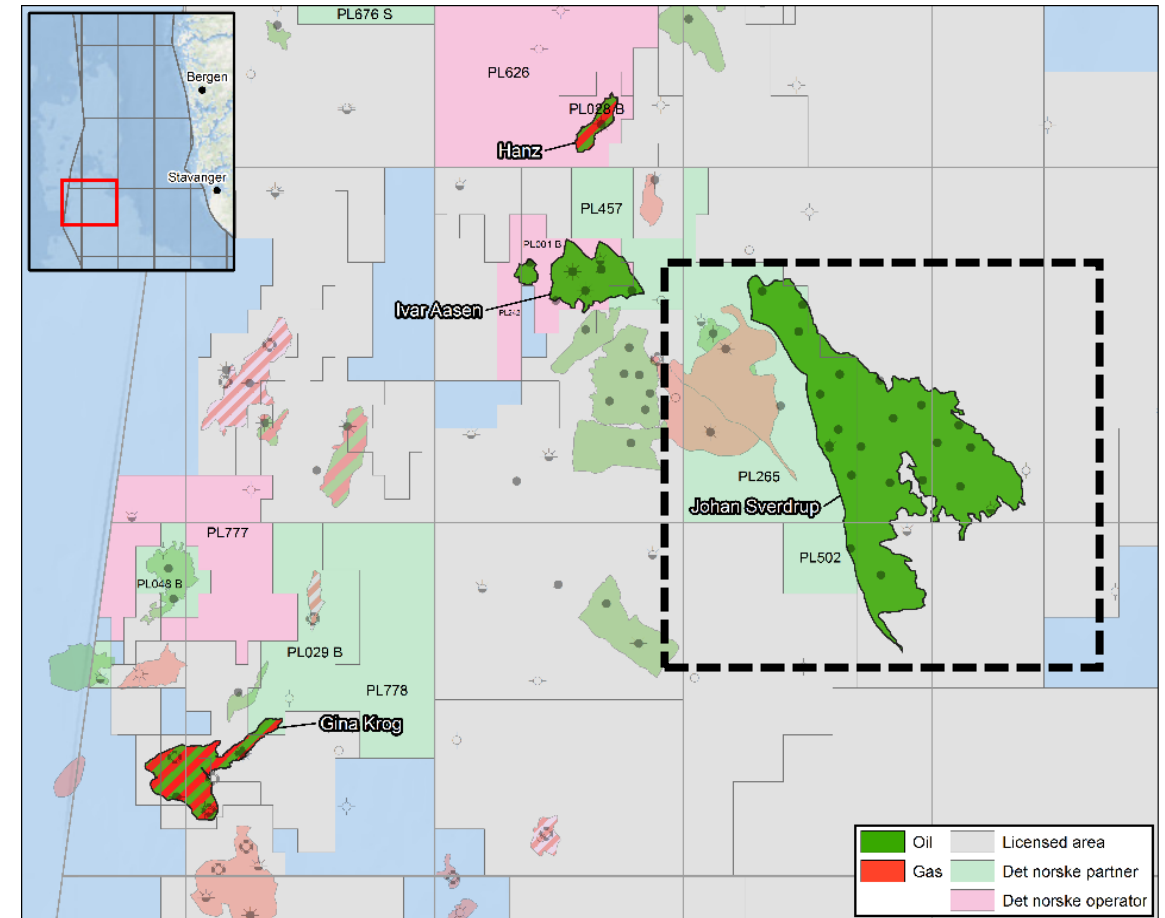 PL676 S
Bergen
Stavanger
PL626
PL028 B
Hanz
PL457
PL001 B
Ivar Aasen
PL242
PL265
Johan Sverdrup
PL502
PL777
PL048 B
PL029 B
PL778
Gina Krog
Oil
Gas
Licensed area
Det norske partner
Det norske operator